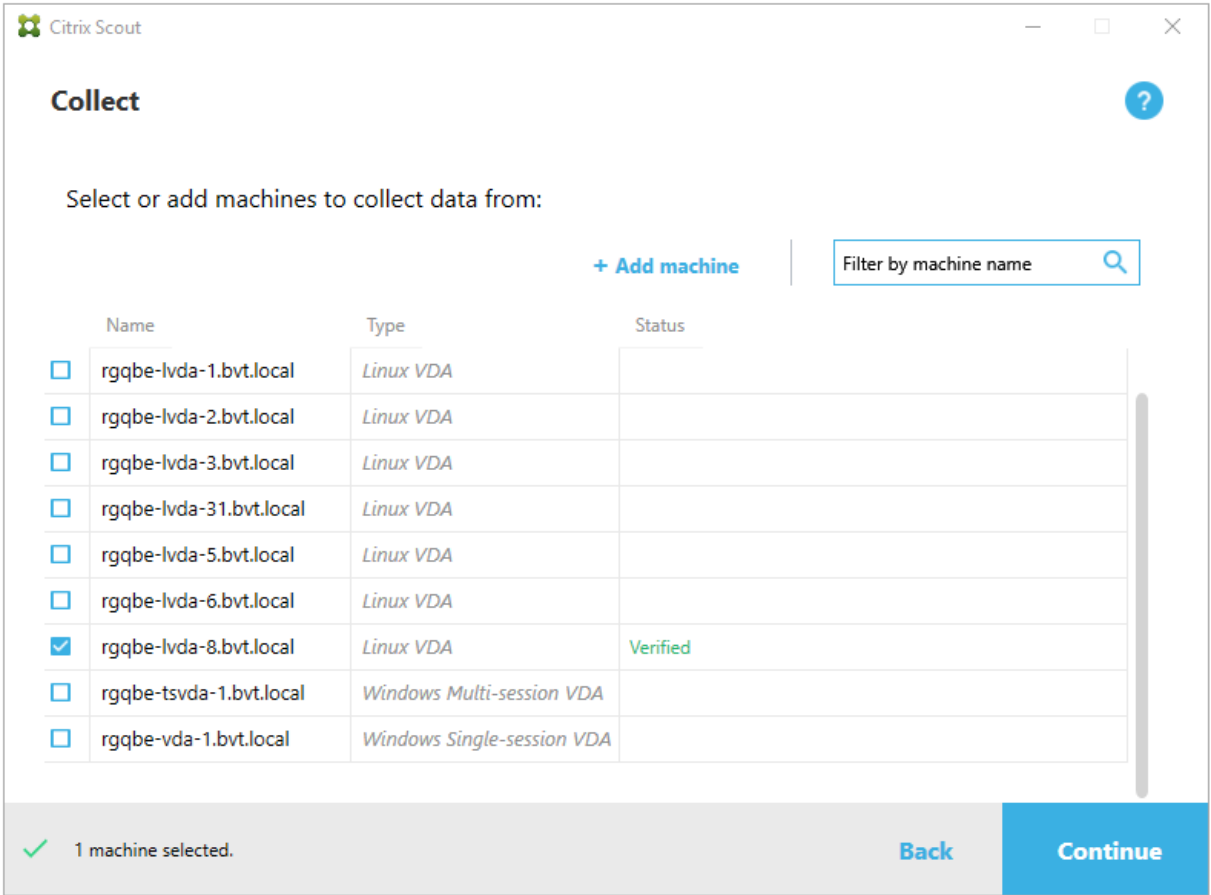 Citrix Scout
Collect
?
Select or add machines to collect data from:
+ Add machine
Filter by machine name
Name Type Status
rgqbe-lvda-1.bvt.local Linux VDA
rgqbe-lvda-2.bvt.local Linux VDA
rgqbe-lvda-3.bvt.local Linux VDA
rgqbe-lvda-31.bvt.local Linux VDA
rgqbe-lvda-5.bvt.local Linux VDA
rgqbe-lvda-6.bvt.local Linux VDA
rgqbe-lvda-8.bvt.local Linux VDA Verified
rgqbe-tsvda-1.bvt.local Windows Multi-session VDA
rgqbe-vda-1.bvt.local Windows Single-session VDA
1 machine selected.
Back
Continue